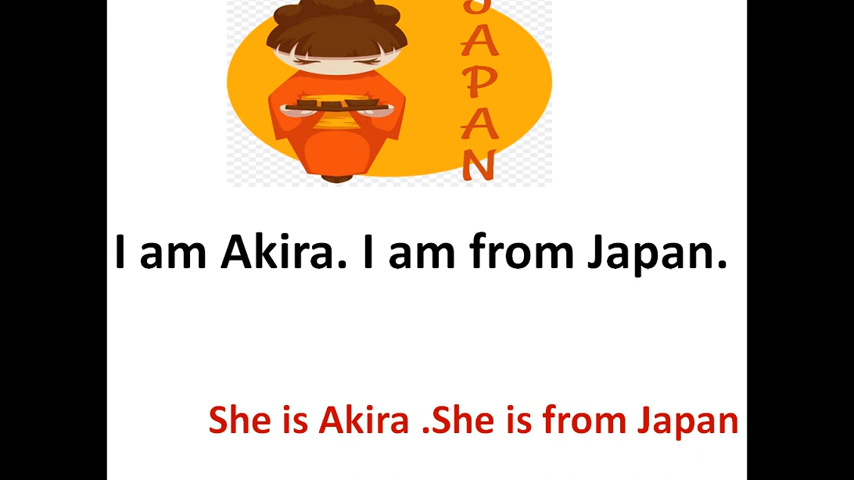 JAPAN
I am Akira. I am from Japan.
She is Akira .She is from Japan